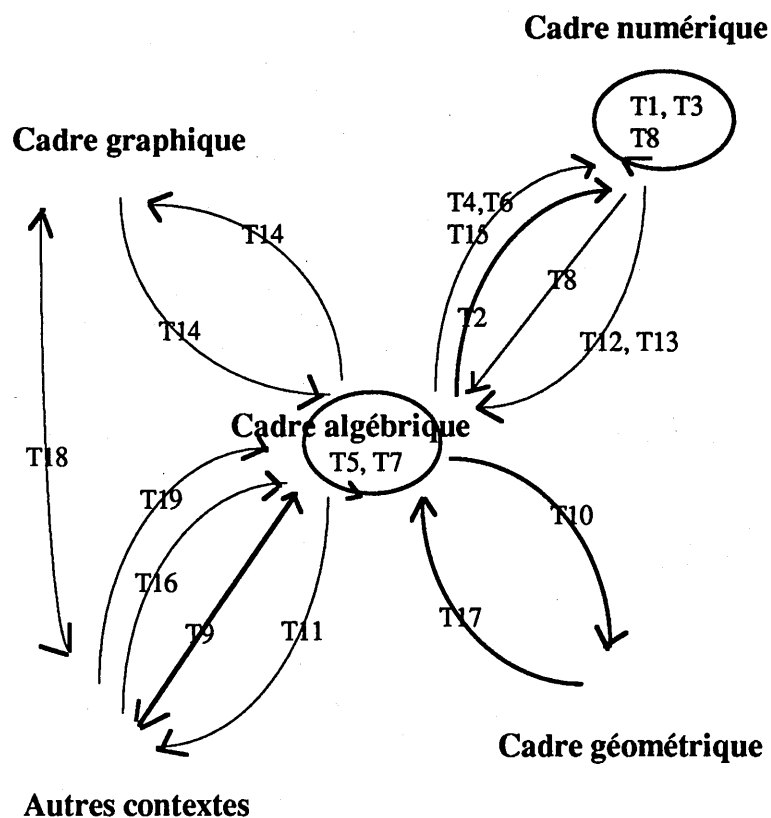 Cadre numérique
T1, T3
T8
Cadre graphique
T4,T6
T15
T14
T8
T2
T14
T12, T13
Cadre algébrique
T5, T7
T18
T19
T10
T16
T9
T11
T17
Cadre géométrique
Autres contextes